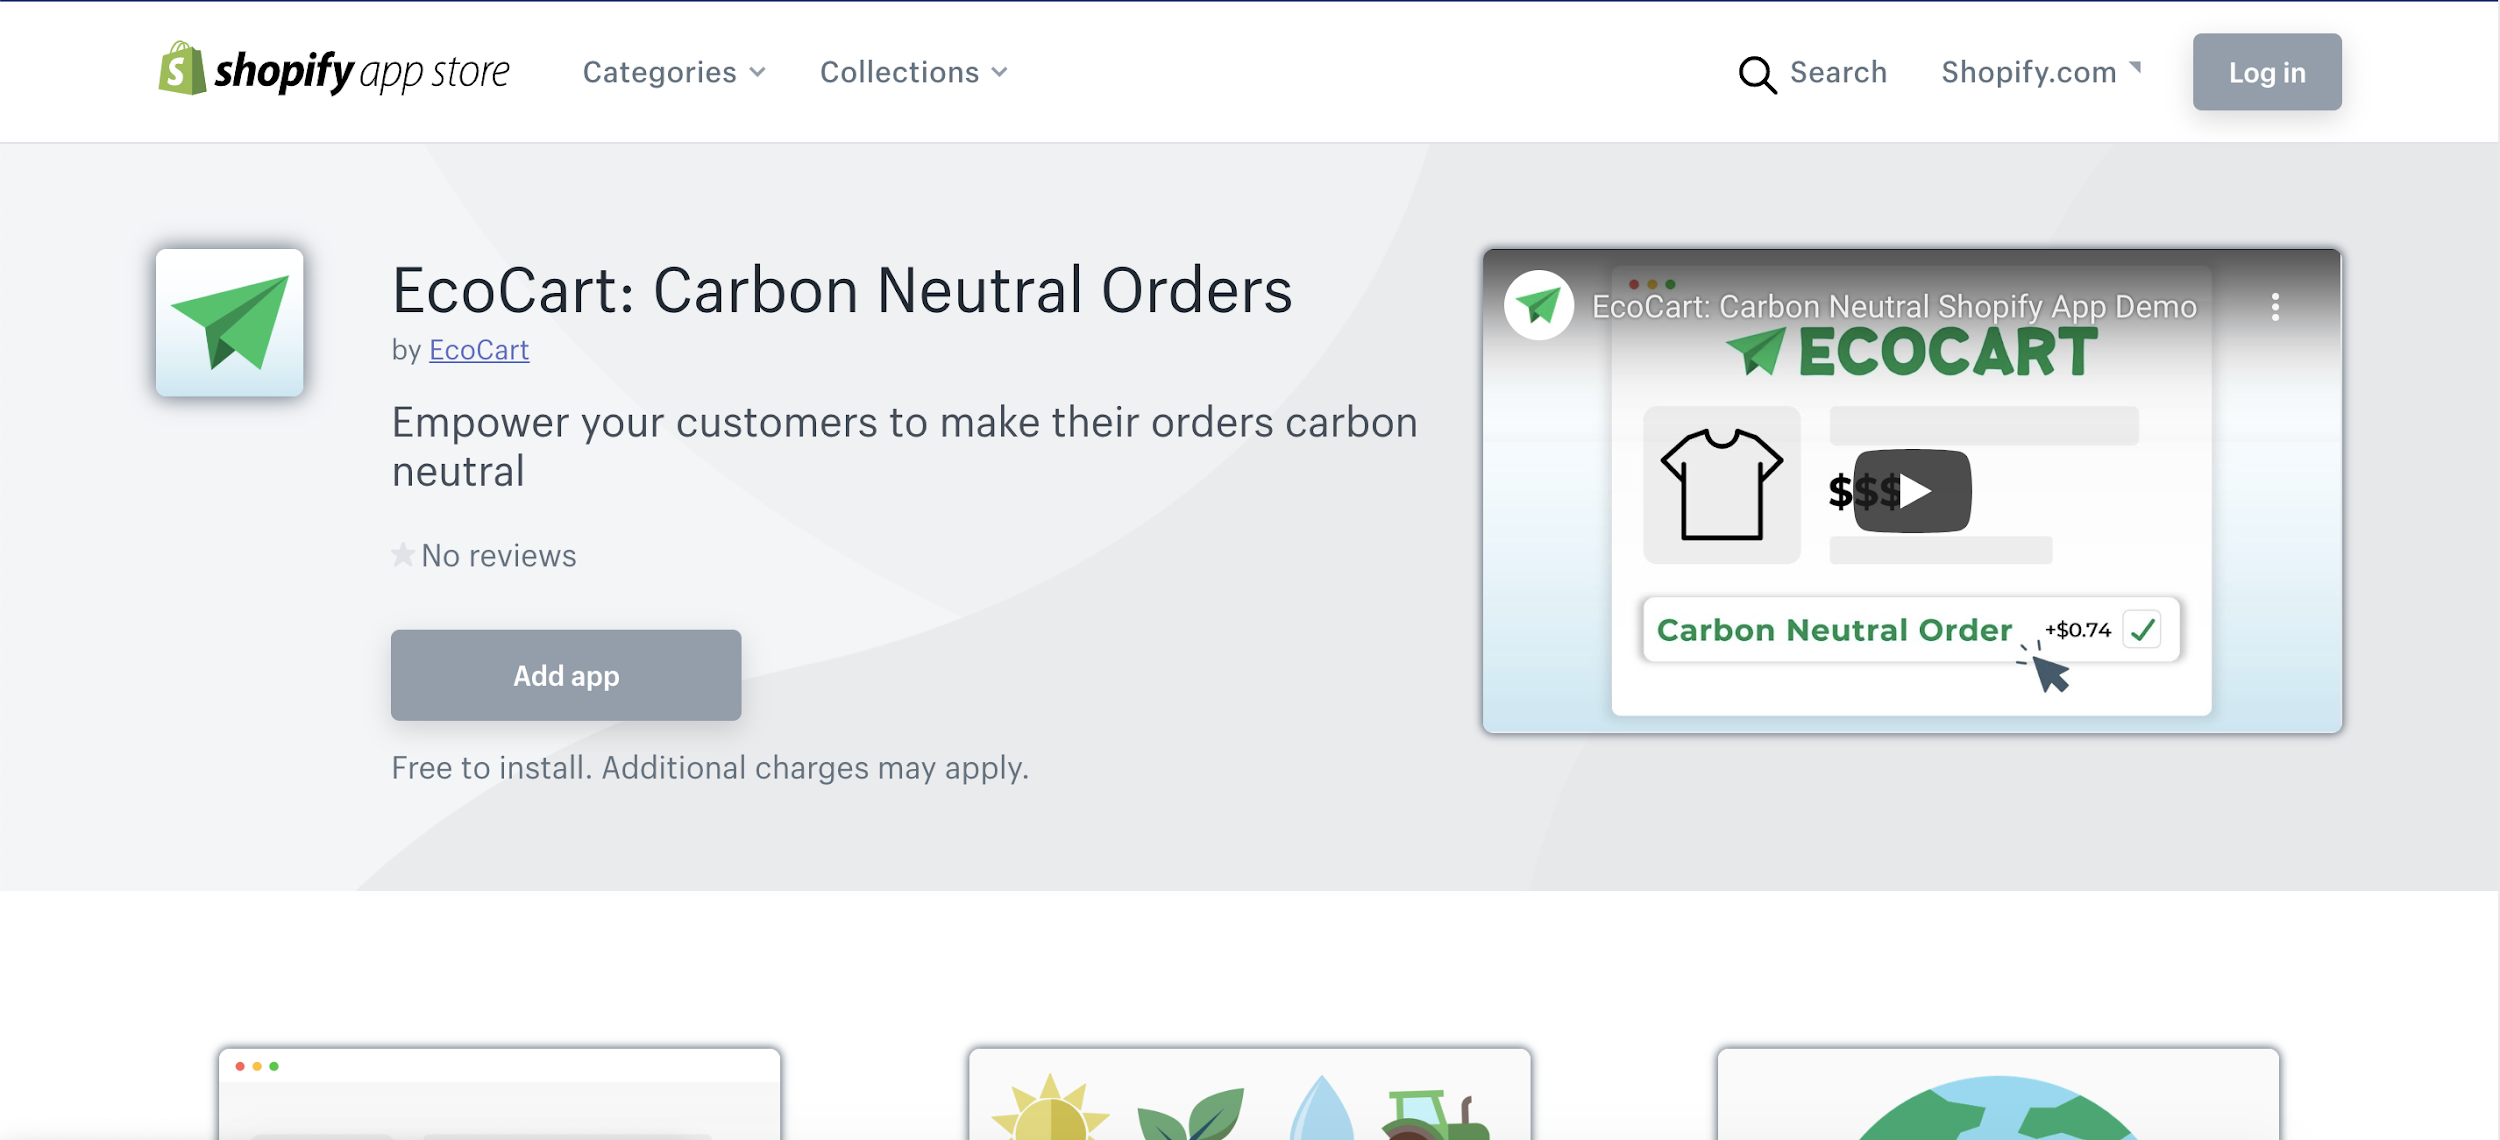 shopify app store
Categories
Collections
Search
Shopify.com
Log in
EcoCart: Carbon Neutral Orders
by EcoCart
Empower your customers to make their orders carbon
neutral
No reviews
Add app
Free to install. Additional charges may apply.
EcoCart: Carbon Neutral Shopify App Demo
ECOCART
$$$
Carbon Neutral Order +$0.74